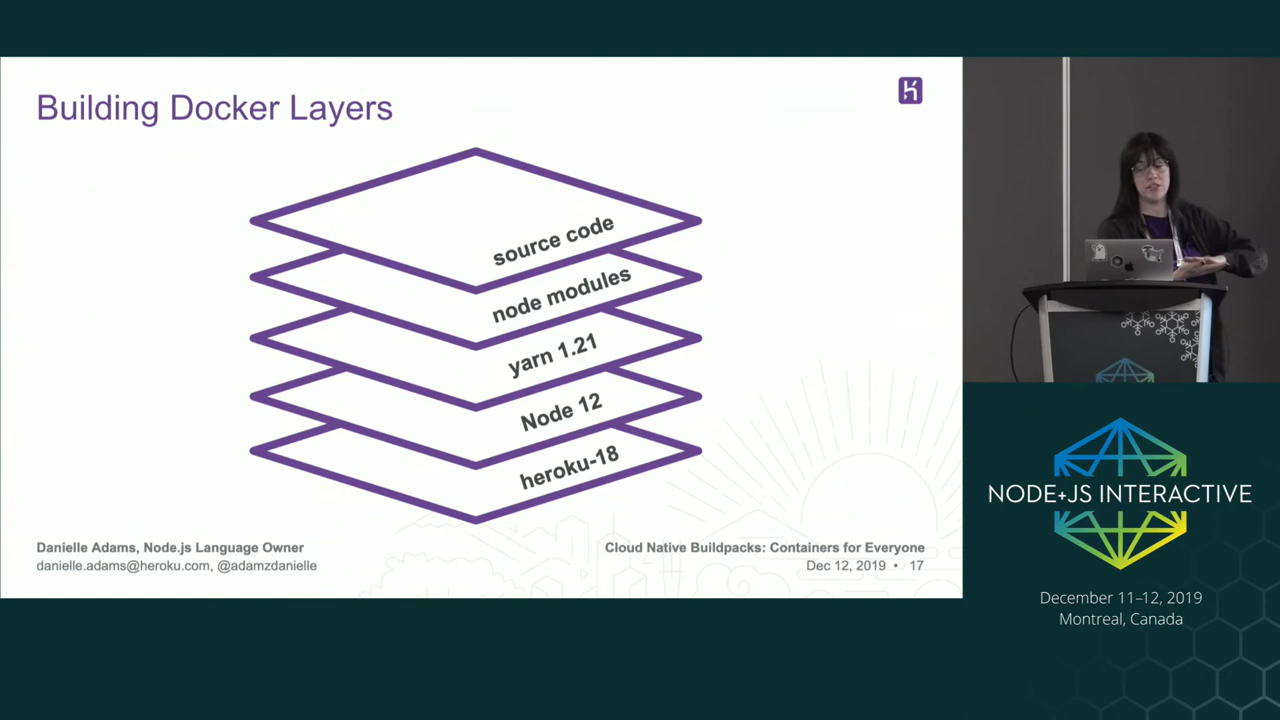 Building Docker Layers
source code
node modules
yarn 1.21
Node 12
heroku-18
Danielle Adams, Node.js Language Owner
danielle.adams@heroku.com, @adamzdanielle
Cloud Native Buildpacks: Containers for Everyone
Dec 12, 2019 • 17
NODE+JS INTERACTIVE
December 11–12, 2019
Montreal, Canada